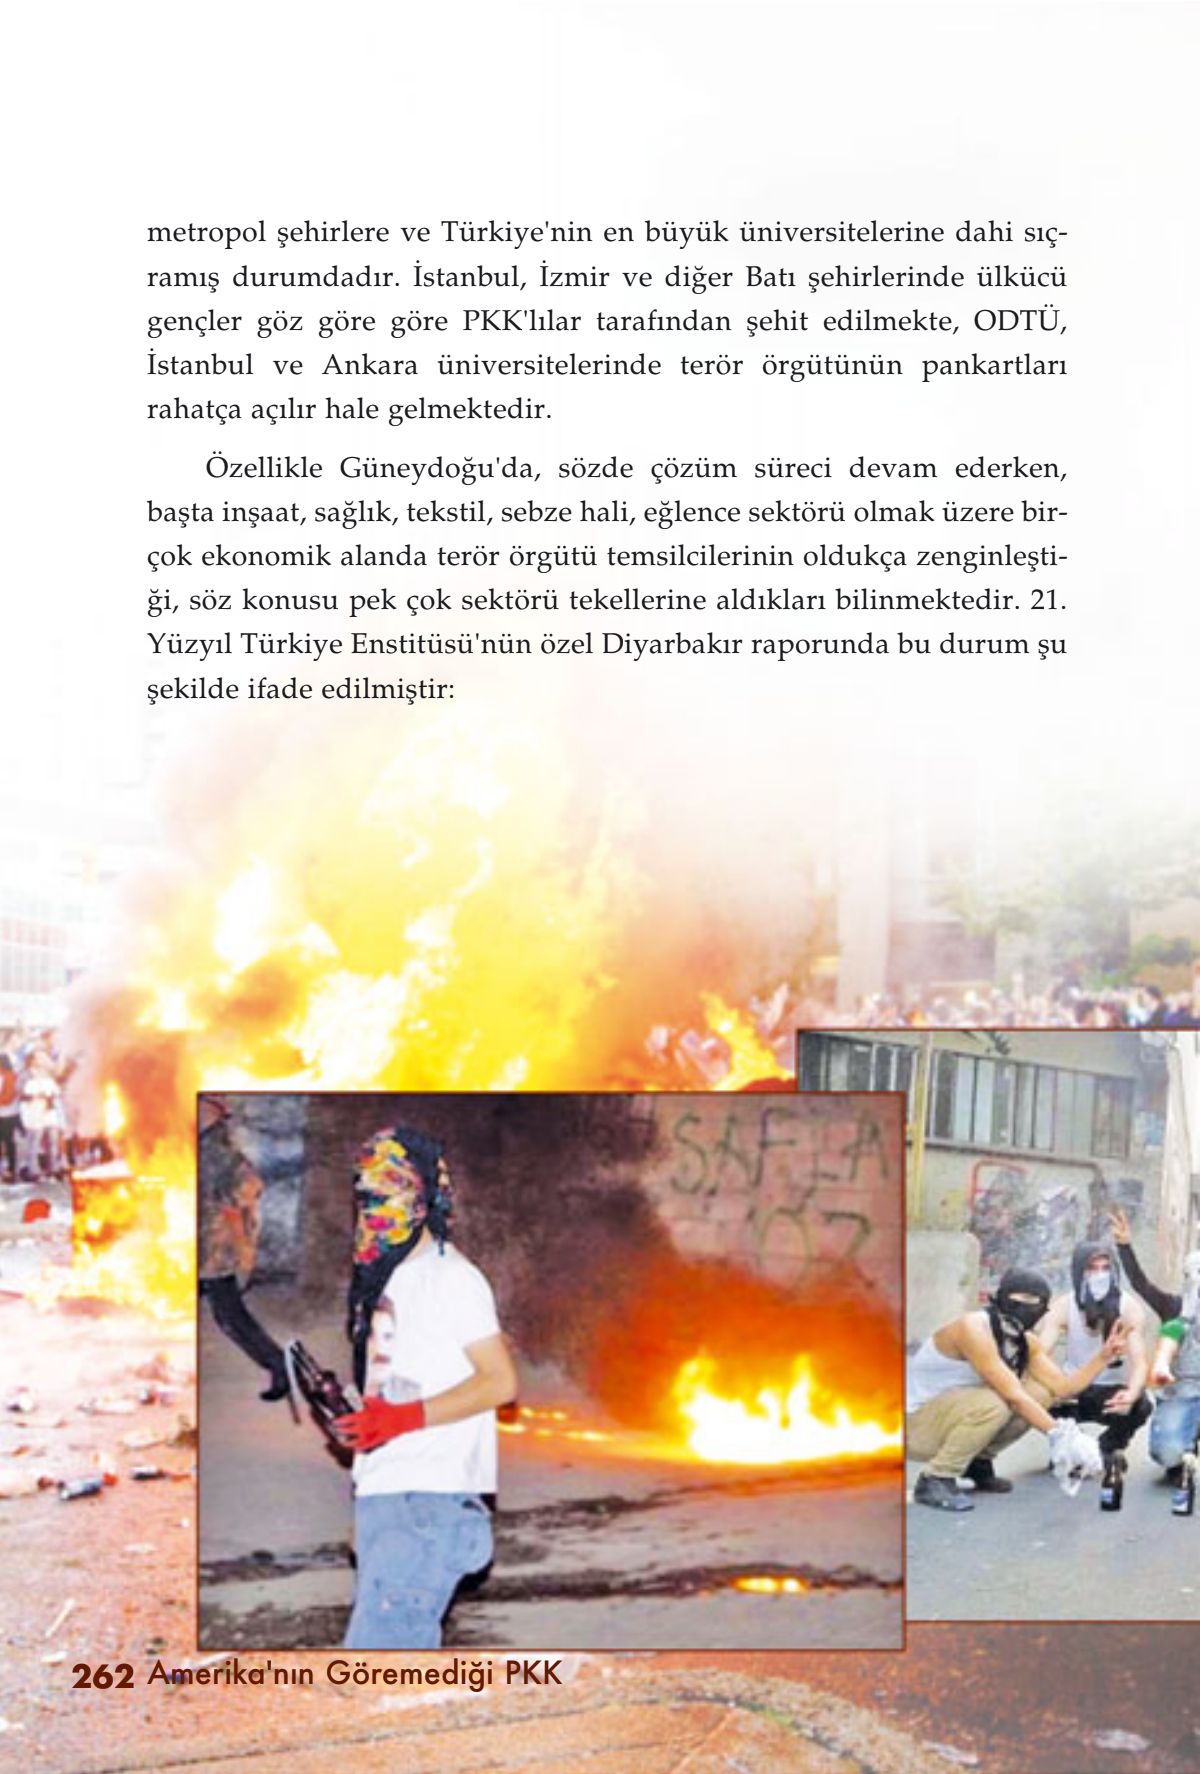 metropol şehirlere ve Türkiye'nin en büyük üniversitelerine dahi sıç-
ramış durumdadır. İstanbul, İzmir ve diğer Batı şehirlerinde ülkücü
gençler göz göre göre PKK'lılar tarafından şehit edilmekte, ODTÜ,
İstanbul ve Ankara üniversitelerinde terör örgütünün pankartları
rahatça açılır hale gelmektedir.
Özellikle Güneydoğu'da, sözde çözüm süreci devam ederken,
başta inşaat, sağlık, tekstil, sebze hali, eğlence sektörü olmak üzere bir-
çok ekonomik alanda terör örgütü temsilcilerinin oldukça zenginleşti-
ği, söz konusu pek çok sektörü tekellerine aldıkları bilinmektedir. 21.
Yüzyıl Türkiye Enstitüsü'nün özel Diyarbakır raporunda bu durum şu
şekilde ifade edilmiştir:
262 Amerika'nın Göremediği PKK